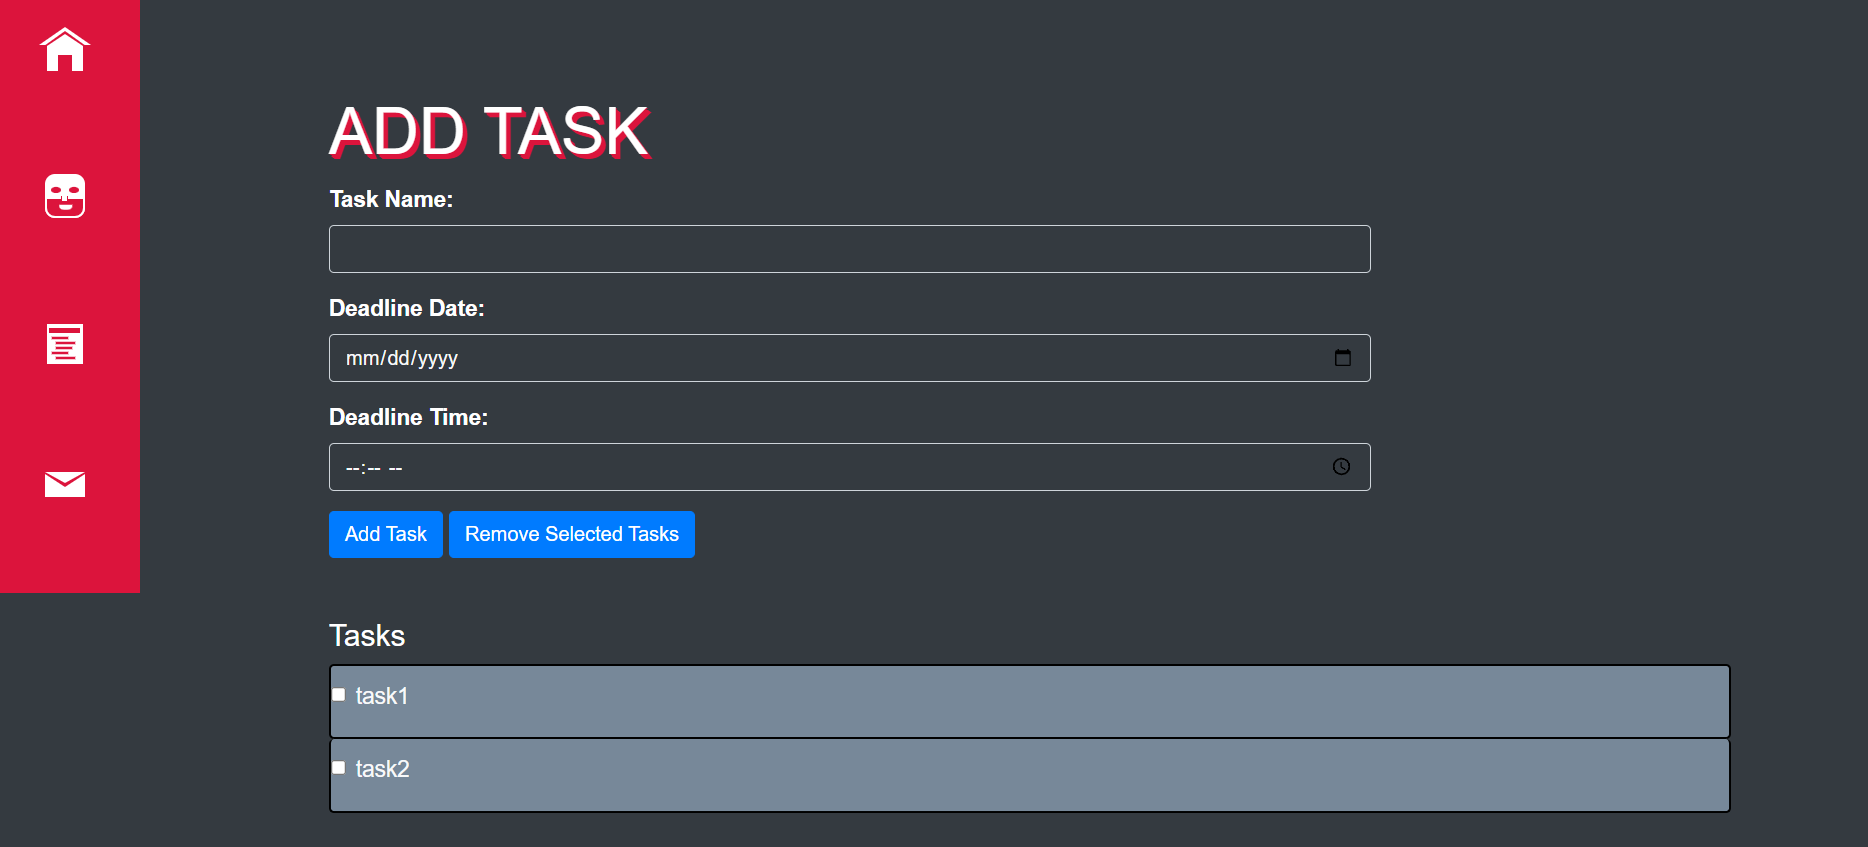 ADD TASK
Task Name:
Deadline Date:
mm/dd/yyyy
Deadline Time:
--:-- --
Add Task
Remove Selected Tasks
Tasks
task1
task2